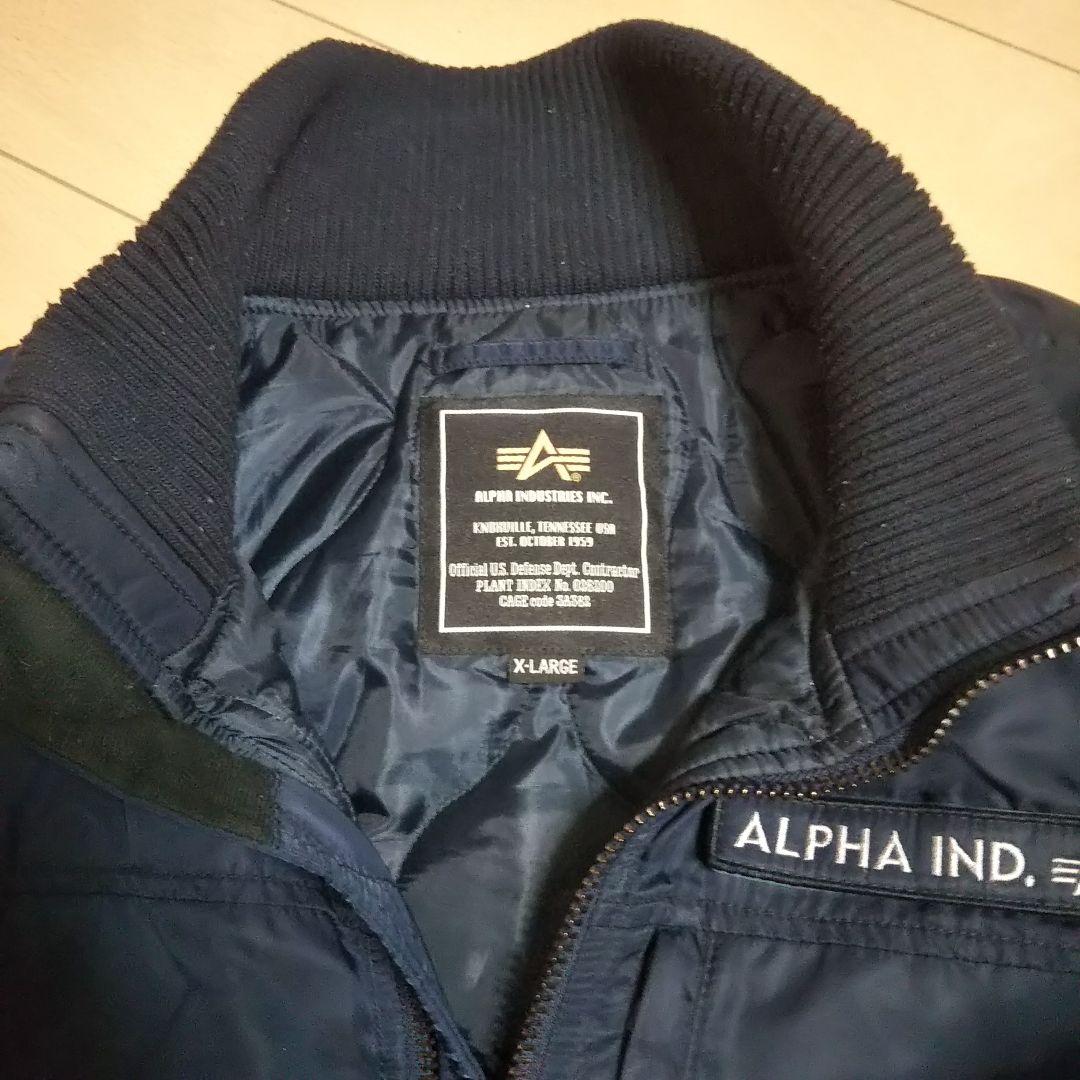 ALPHA INDUSTRIES INC.
KNOXVILLE, TENNESSEE USA
EST. OCTOBER 1959
Official U.S. Defense Dept. Contractor
PLANT INDEX No.
CAGE code
X-LARGE
ALPHA IND.